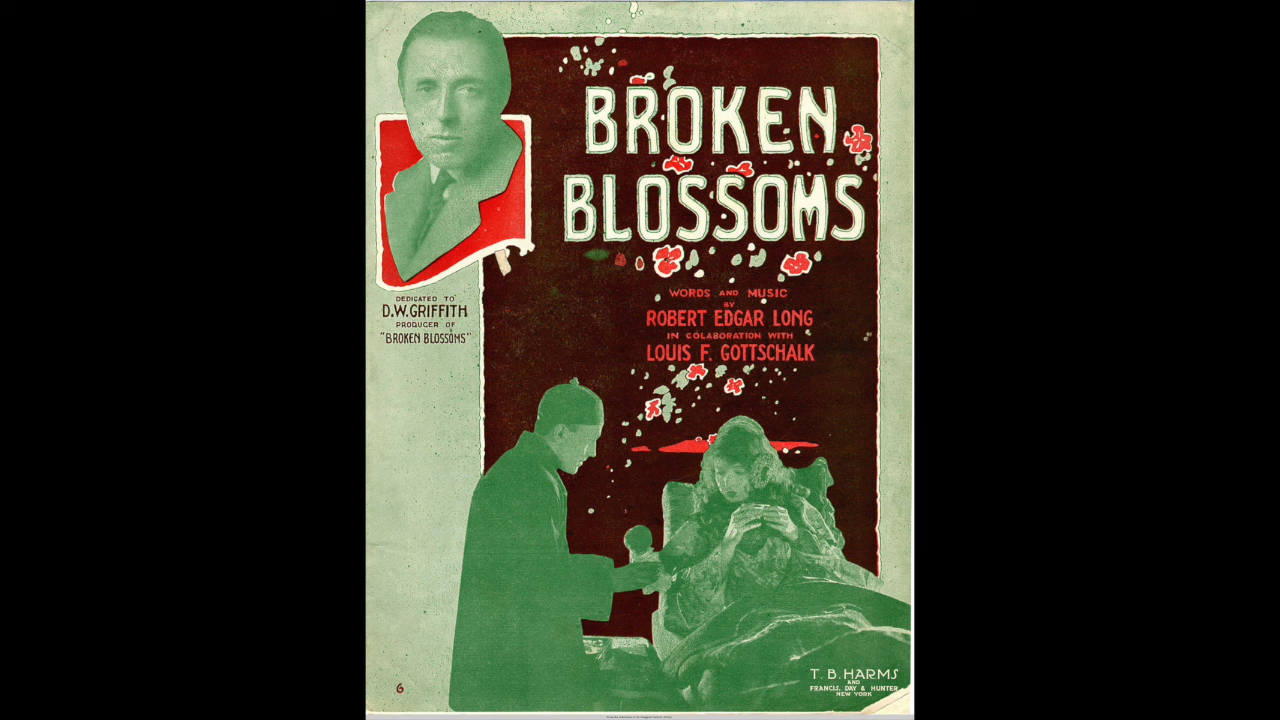 BROKEN
BLOSSOMS
WORDS AND MUSIC
BY
ROBERT EDGAR LONG
IN COLABORATION WITH
LOUIS F. GOTTSCHALK
DEDICATED TO
D.W. GRIFFITH
PRODUCER OF
"BROKEN BLOSSOMS"
T. B. HARMS
AND
FRANCIS, DAY & HUNTER
NEW YORK
6